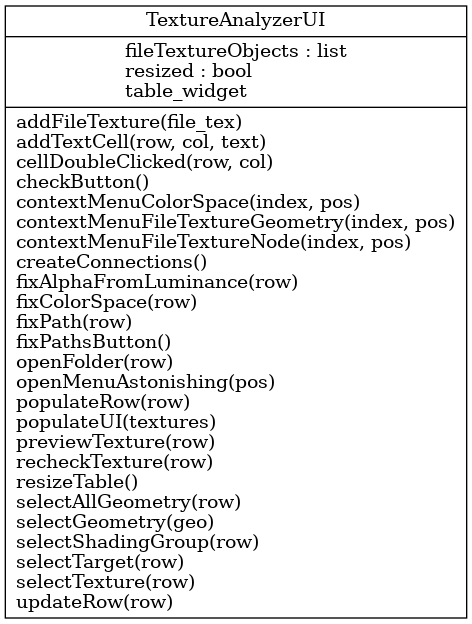 TextureAnalyzerUI
fileTextureObjects : list
resized : bool
table_widget
addFileTexture(file_tex)
addTextCell(row, col, text)
cellDoubleClicked(row, col)
checkButton()
contextMenuColorSpace(index, pos)
contextMenuFileTextureGeometry(index, pos)
contextMenuFileTextureNode(index, pos)
createConnections()
fixAlphaFromLuminance(row)
fixColorSpace(row)
fixPath(row)
fixPathsButton()
openFolder(row)
openMenuAstonishing(pos)
populateRow(row)
populateUI(textures)
previewTexture(row)
recheckTexture(row)
resizeTable()
selectAllGeometry(row)
selectGeometry(geo)
selectShadingGroup(row)
selectTarget(row)
selectTexture(row)
updateRow(row)